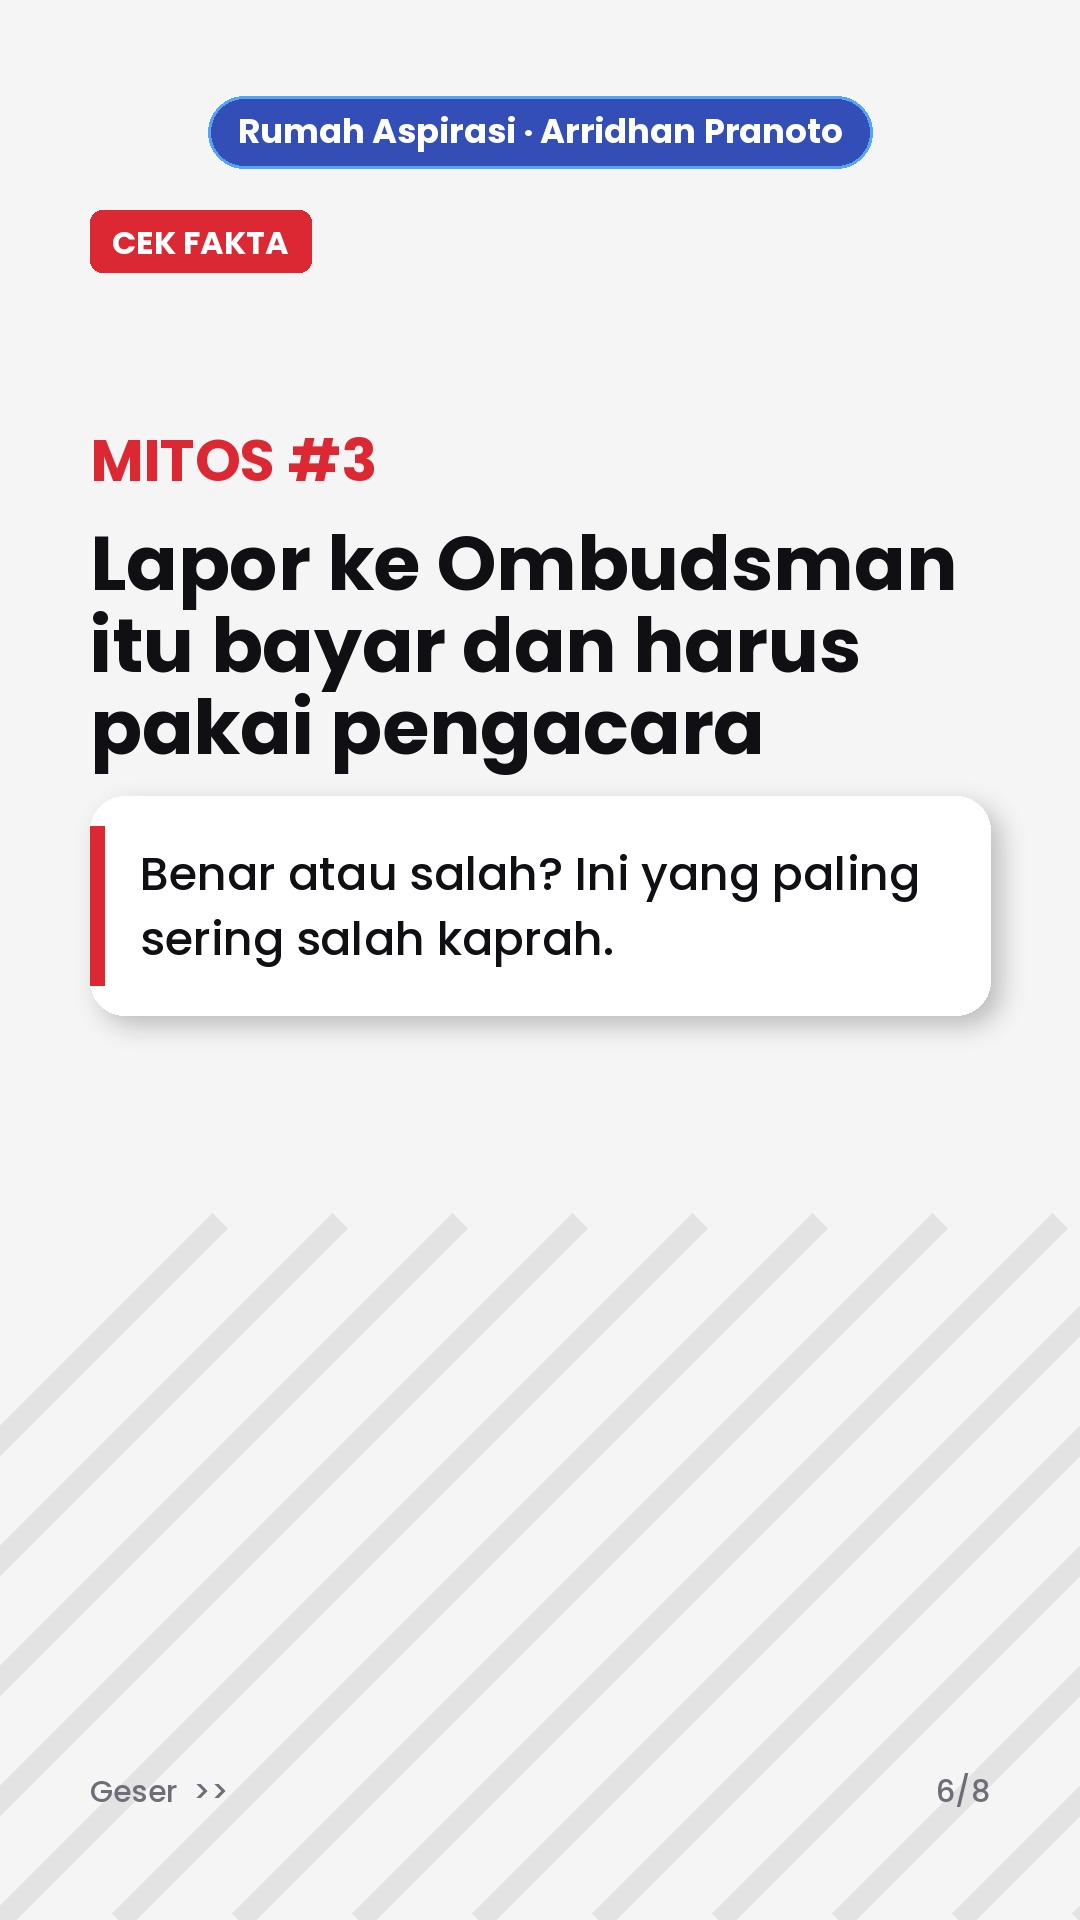 Rumah Aspirasi · Arridhan Pranoto
CEK FAKTA
MITOS #3
Lapor ke Ombudsman
itu bayar dan harus
pakai pengacara
Benar atau salah? Ini yang paling
sering salah kaprah.
Geser >>
6/8